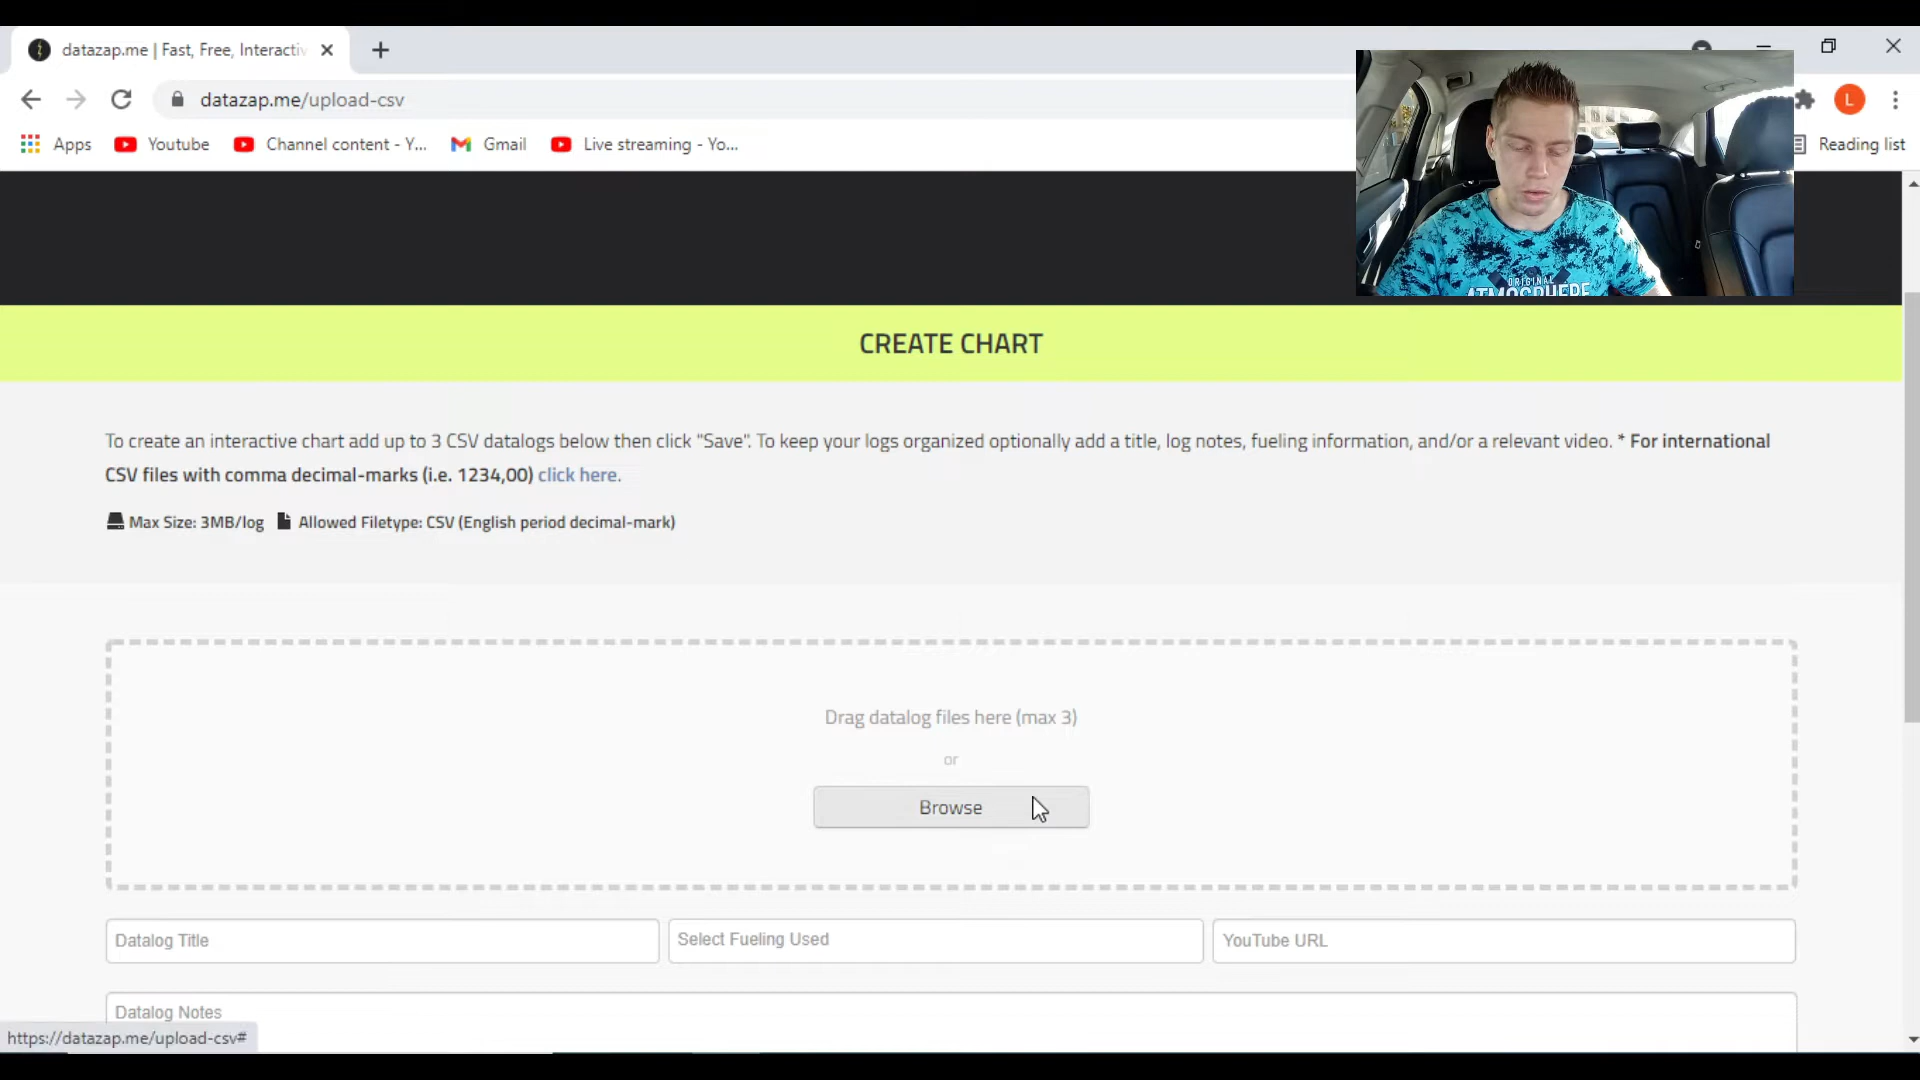 datazap.me | Fast, Free, Interactiv
datazap.me/upload-csv
L
Apps
Youtube
Channel content - Y...
Gmail
Live streaming - Yo...
Reading list
ORIGINAL
ATMOSPHERE
CREATE CHART
To create an interactive chart add up to 3 CSV datalogs below then click "Save". To keep your logs organized optionally add a title, log notes, fueling information, and/or a relevant video. * For international
CSV files with comma decimal-marks (i.e. 1234,00) click here.
Max Size: 3MB/log Allowed Filetype: CSV (English period decimal-mark)
Drag datalog files here (max 3)
or
Browse
Datalog Title
Select Fueling Used
YouTube URL
Datalog Notes
https://datazap.me/upload-csv#